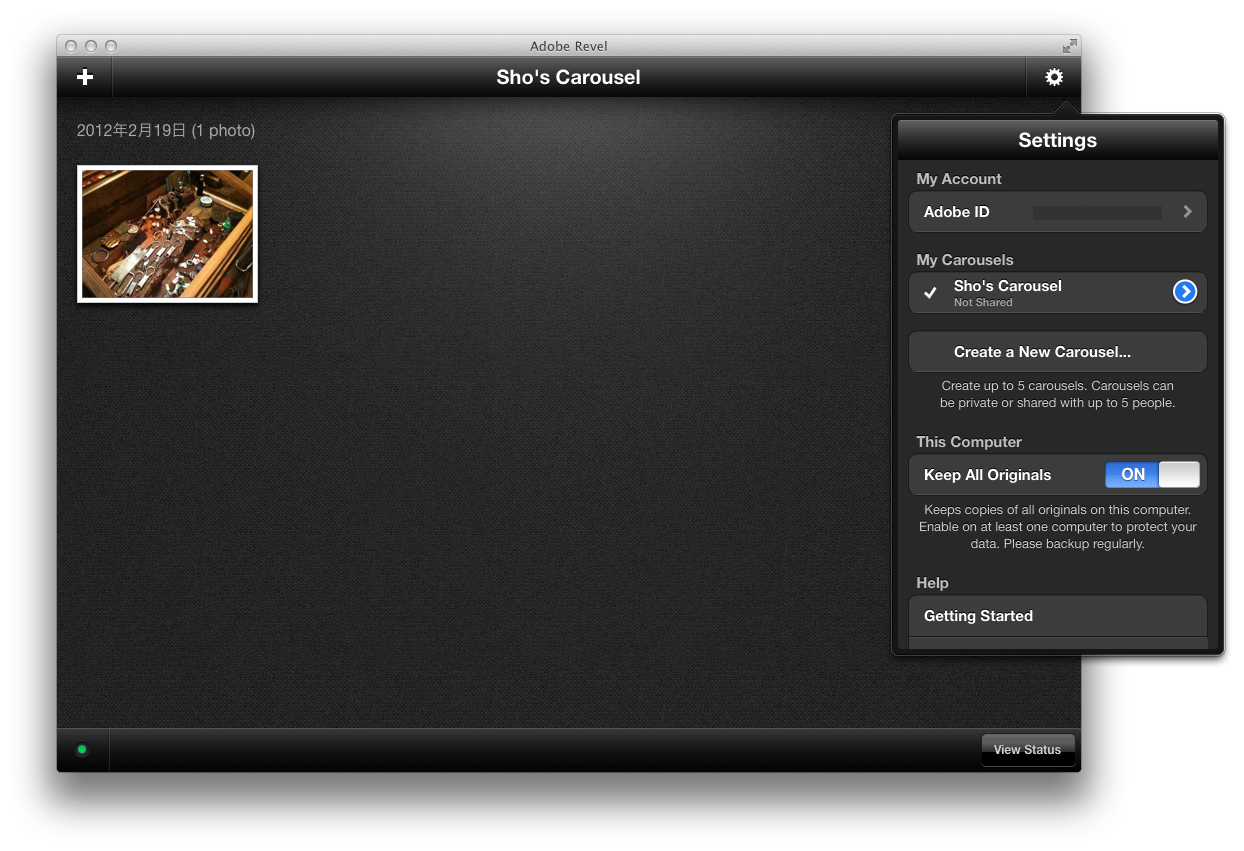 Adobe Revel
Sho's Carousel
2012年2月19日 (1 photo)
Settings
My Account
Adobe ID
My Carousels
Sho's Carousel
Not Shared
Create a New Carousel...
Create up to 5 carousels. Carousels can
be private or shared with up to 5 people.
This Computer
Keep All Originals ON
Keeps copies of all originals on this computer.
Enable on at least one computer to protect your
data. Please backup regularly.
Help
Getting Started
View Status